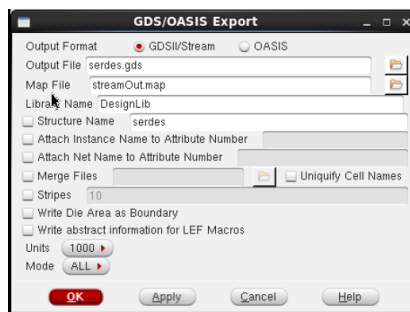 GDS/OASIS Export
Output Format GDSII/Stream OASIS
Output File serdes.gds
Map File streamOut.map
Library Name DesignLib
Structure Name serdes
Attach Instance Name to Attribute Number
Attach Net Name to Attribute Number
Merge Files Uniquify Cell Names
Stripes 10
Write Die Area as Boundary
Write abstract information for LEF Macros
Units 1000
Mode ALL
OK Apply Cancel Help